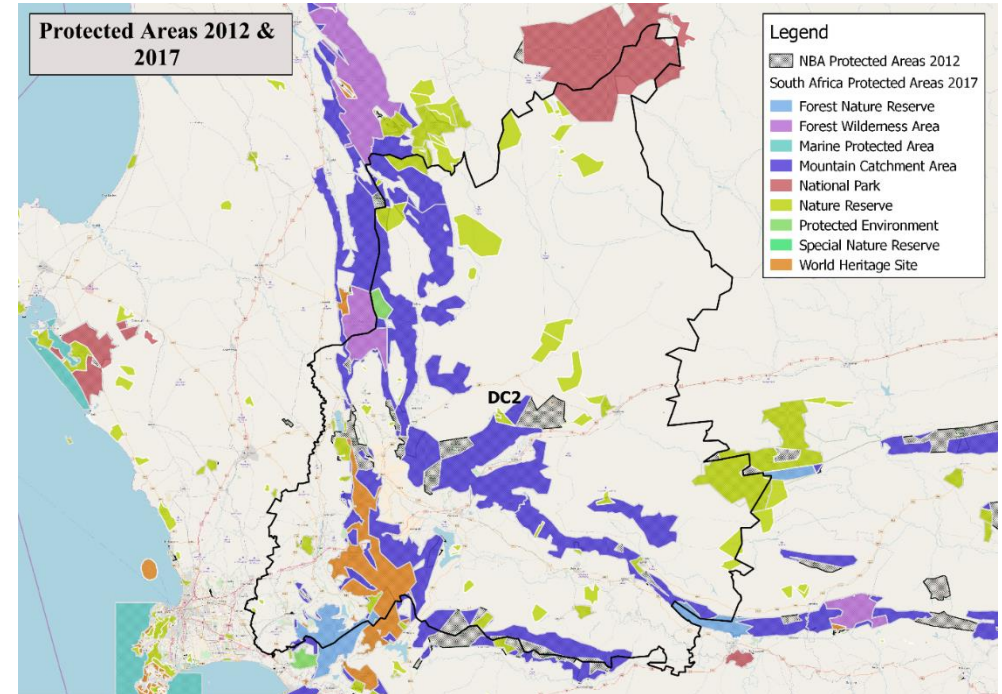 Protected Areas 2012 &
2017
Legend
NBA Protected Areas 2012
South Africa Protected Areas 2017
Forest Nature Reserve
Forest Wilderness Area
Marine Protected Area
Mountain Catchment Area
National Park
Nature Reserve
Protected Environment
Special Nature Reserve
World Heritage Site
DC2